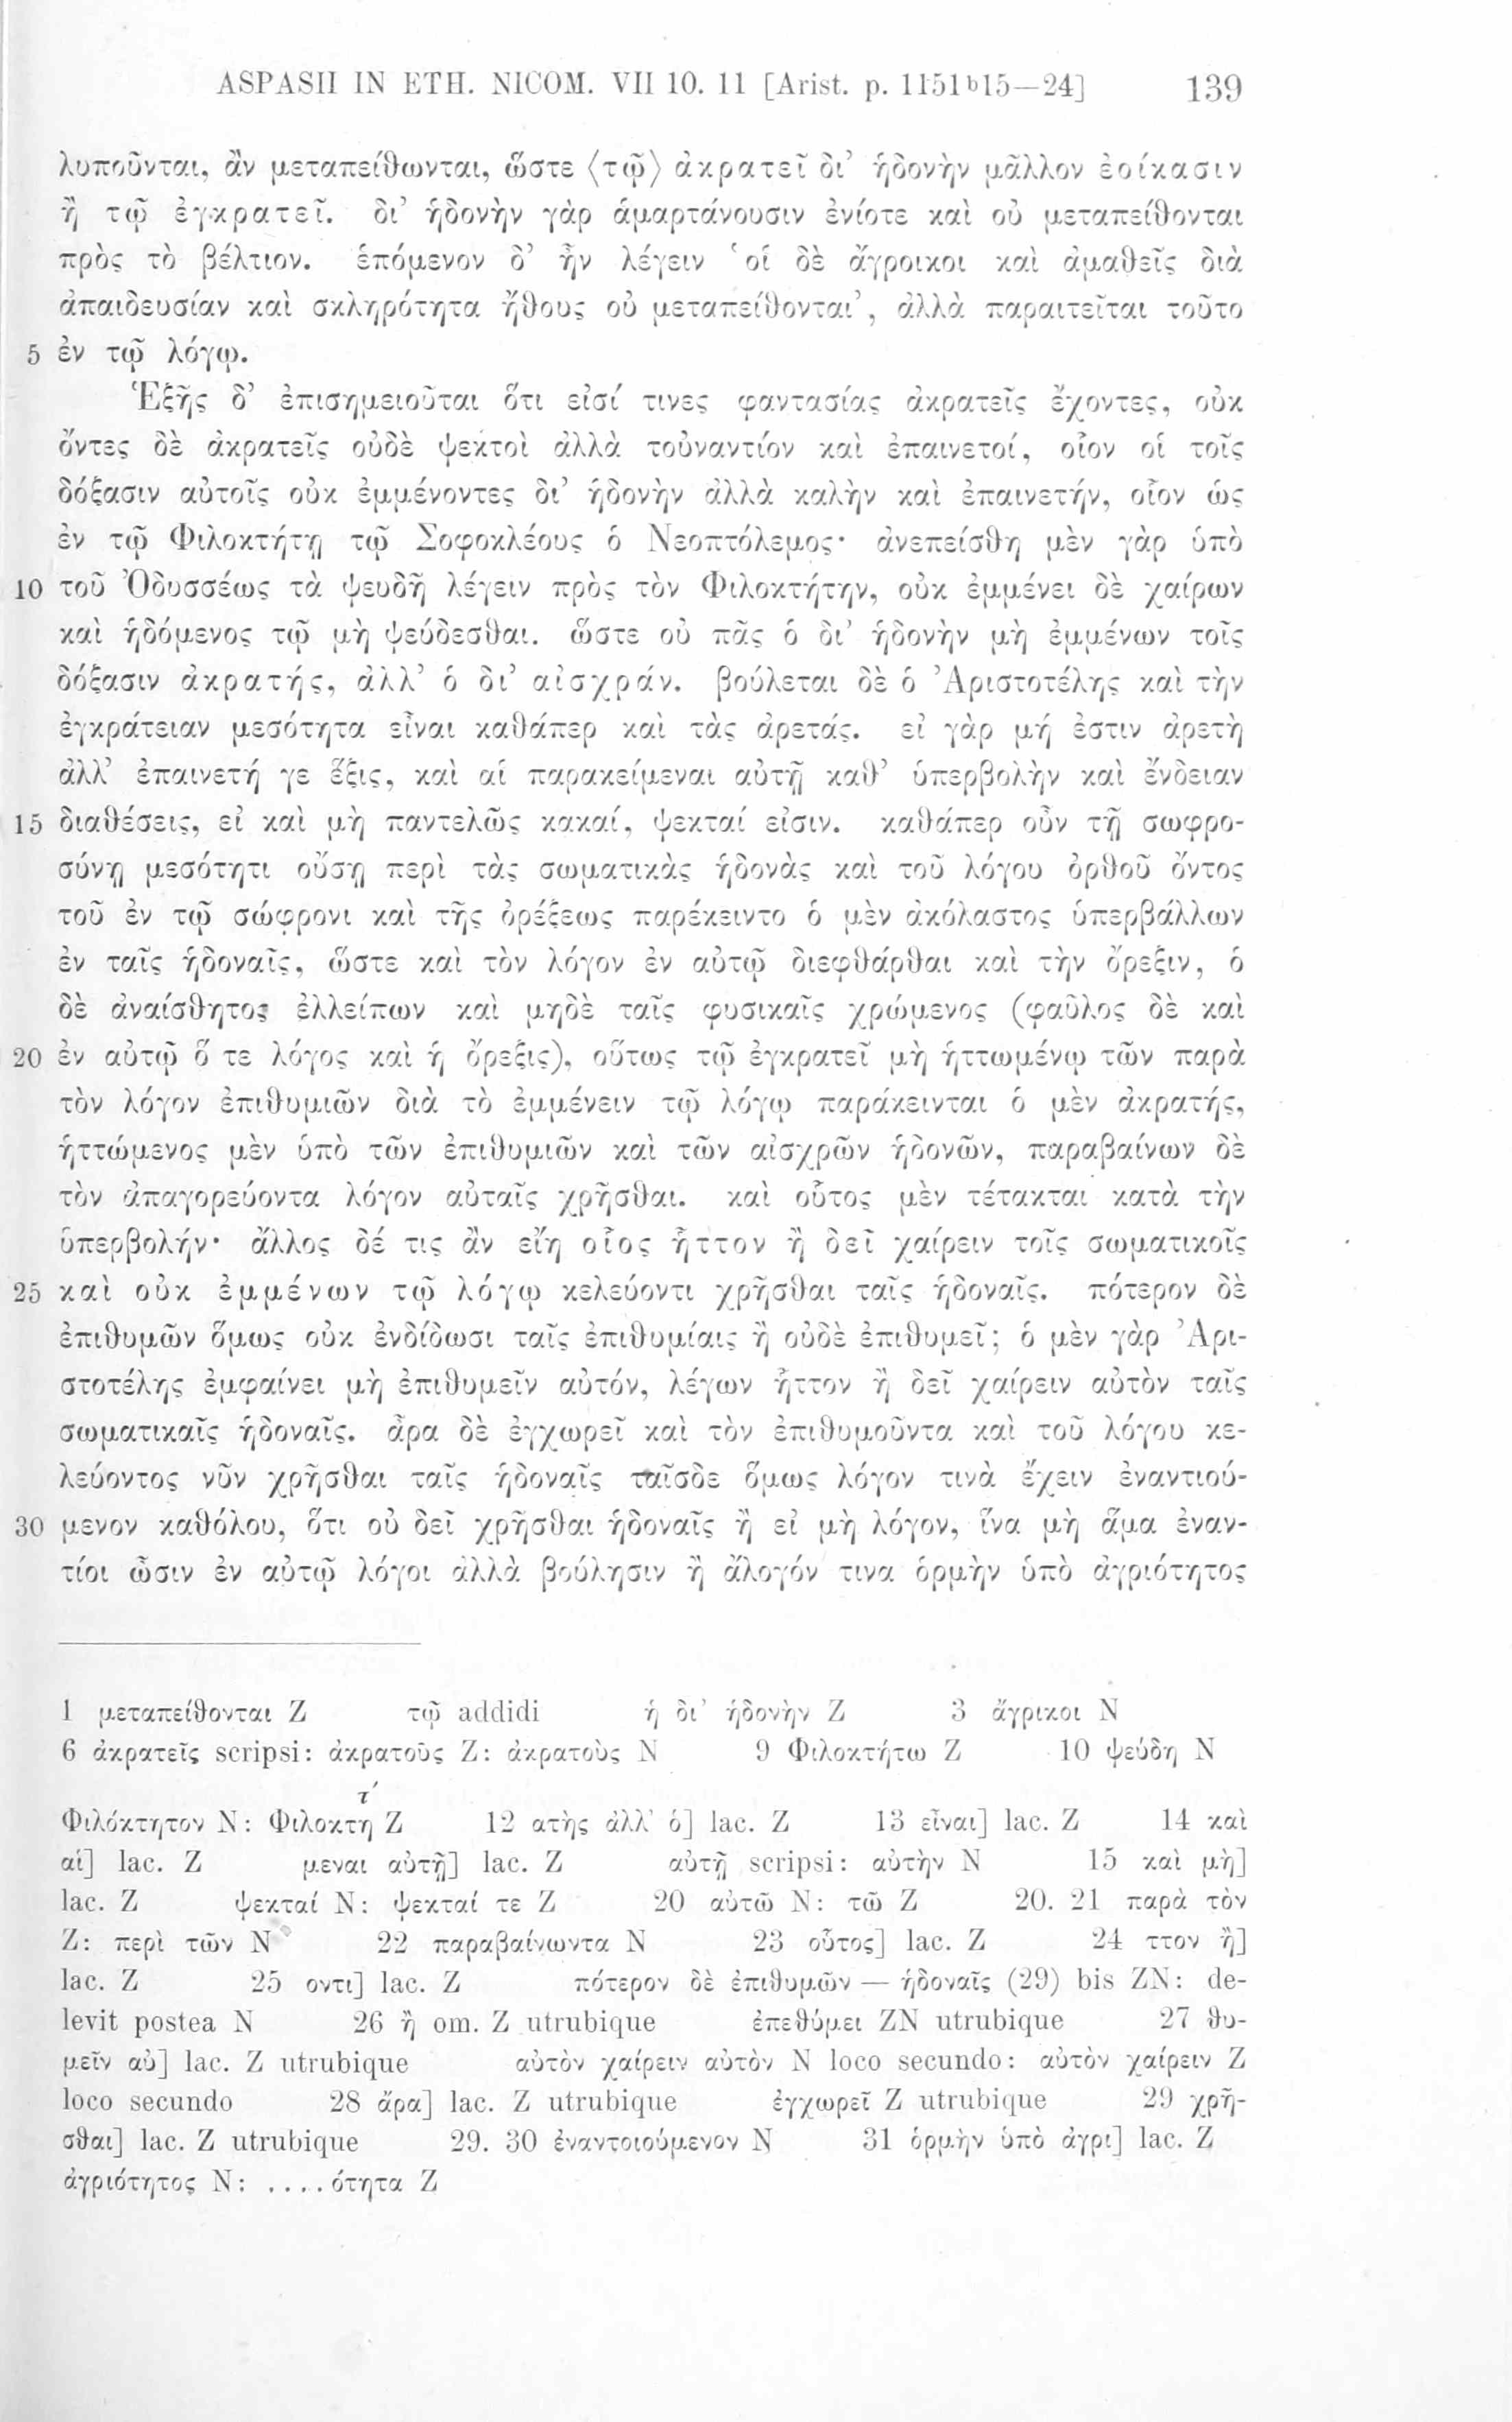 ASPASII IN ETH. NICOM. VII 10. 11 [Arist. p. 1151b15—24] 139
λυποῦνται, ἂν μεταπείθωνται, ὥστε ⟨τῷ⟩ ἀκρατεῖ δι’ ἡδονὴν μᾶλλον ἐοίκασιν
ἢ τῷ ἐγκρατεῖ. δι’ ἡδονὴν γὰρ ἁμαρτάνουσιν ἐνίοτε καὶ οὐ μεταπείθονται
πρὸς τὸ βέλτιον. ἑπόμενον δ’ ἦν λέγειν ‘οἱ δὲ ἄγροικοι καὶ ἀμαθεῖς διὰ
ἀπαιδευσίαν καὶ σκληρότητα ἤθους οὐ μεταπείθονται’, ἀλλὰ παραιτεῖται τοῦτο
5 ἐν τῷ λόγῳ.
Ἑξῆς δ’ ἐπισημειοῦται ὅτι εἰσί τινες φαντασίας ἀκρατεῖς ἔχοντες, οὐκ
ὄντες δὲ ἀκρατεῖς οὐδὲ ψεκτοὶ ἀλλὰ τοὐναντίον καὶ ἐπαινετοί, οἷον οἱ τοῖς
δόξασιν αὐτοῖς οὐκ ἐμμένοντες δι’ ἡδονὴν ἀλλὰ καλὴν καὶ ἐπαινετήν, οἷον ὡς
ἐν τῷ Φιλοκτήτῃ τῷ Σοφοκλέους ὁ Νεοπτόλεμος· ἀνεπείσθη μὲν γὰρ ὑπὸ
10 τοῦ Ὀδυσσέως τὰ ψευδῆ λέγειν πρὸς τὸν Φιλοκτήτην, οὐκ ἐμμένει δὲ χαίρων
καὶ ἡδόμενος τῷ μὴ ψεύδεσθαι. ὥστε οὐ πᾶς ὁ δι’ ἡδονὴν μὴ ἐμμένων τοῖς
δόξασιν ἀκρατής, ἀλλ’ ὁ δι’ αἰσχράν. βούλεται δὲ ὁ Ἀριστοτέλης καὶ τὴν
ἐγκράτειαν μεσότητα εἶναι καθάπερ καὶ τὰς ἀρετάς. εἰ γὰρ μή ἐστιν ἀρετὴ
ἀλλ’ ἐπαινετή γε ἕξις, καὶ αἱ παρακείμεναι αὐτῇ καθ’ ὑπερβολὴν καὶ ἔνδειαν
15 διαθέσεις, εἰ καὶ μὴ παντελῶς κακαί, ψεκταί εἰσιν. καθάπερ οὖν τῇ σωφρο-
σύνῃ μεσότητι οὔσῃ περὶ τὰς σωματικὰς ἡδονὰς καὶ τοῦ λόγου ὀρθοῦ ὄντος
τοῦ ἐν τῷ σώφρονι καὶ τῆς ὀρέξεως παρέκειντο ὁ μὲν ἀκόλαστος ὑπερβάλλων
ἐν ταῖς ἡδοναῖς, ὥστε καὶ τὸν λόγον ἐν αὐτῷ διεφθάρθαι καὶ τὴν ὄρεξιν, ὁ
δὲ ἀναίσθητος ἐλλείπων καὶ μηδὲ ταῖς φυσικαῖς χρώμενος (φαῦλος δὲ καὶ
20 ἐν αὐτῷ ὅ τε λόγος καὶ ἡ ὄρεξις), οὕτως τῷ ἐγκρατεῖ μὴ ἡττωμένῳ τῶν παρὰ
τὸν λόγον ἐπιθυμιῶν διὰ τὸ ἐμμένειν τῷ λόγῳ παράκεινται ὁ μὲν ἀκρατής,
ἡττώμενος μὲν ὑπὸ τῶν ἐπιθυμιῶν καὶ τῶν αἰσχρῶν ἡδονῶν, παραβαίνων δὲ
τὸν ἀπαγορεύοντα λόγον αὐταῖς χρῆσθαι. καὶ οὗτος μὲν τέτακται κατὰ τὴν
ὑπερβολήν· ἄλλος δέ τις ἂν εἴη οἷος ἧττον ἢ δεῖ χαίρειν τοῖς σωματικοῖς
25 καὶ οὐκ ἐμμένων τῷ λόγῳ κελεύοντι χρῆσθαι ταῖς ἡδοναῖς. πότερον δὲ
ἐπιθυμῶν ὅμως οὐκ ἐνδίδωσι ταῖς ἐπιθυμίαις ἢ οὐδὲ ἐπιθυμεῖ; ὁ μὲν γὰρ Ἀρι-
στοτέλης ἐμφαίνει μὴ ἐπιθυμεῖν αὐτόν, λέγων ἧττον ἢ δεῖ χαίρειν αὐτὸν ταῖς
σωματικαῖς ἡδοναῖς. ἆρα δὲ ἐγχωρεῖ καὶ τὸν ἐπιθυμοῦντα καὶ τοῦ λόγου κε-
λεύοντος νῦν χρῆσθαι ταῖς ἡδοναῖς ταῖσδε ὅμως λόγον τινὰ ἔχειν ἐναντιού-
30 μενον καθόλου, ὅτι οὐ δεῖ χρῆσθαι ἡδοναῖς ἢ εἰ μὴ λόγον, ἵνα μὴ ἅμα ἐναν-
τίοι ὦσιν ἐν αὐτῷ λόγοι ἀλλὰ βούλησιν ἢ ἄλογόν τινα ὁρμὴν ὑπὸ ἀγριότητος
1 μεταπείθονται Z τῷ addidi ἡ δι’ ἡδονὴν Z 3 ἄγρικοι N
6 ἀκρατεῖς scripsi: ἀκρατοῦς Z: ἀκρατοὺς N 9 Φιλοκτήτω Z 10 ψεύδη N
Φιλόκτητον N: Φιλοκτητ́ Z 12 ατὴς ἀλλ’ ὁ] lac. Z 13 εἶναι] lac. Z 14 καὶ
αἱ] lac. Z μεναι αὐτῇ] lac. Z αὐτῇ scripsi: αὐτὴν N 15 καὶ μὴ]
lac. Z ψεκταί N: ψεκταί τε Z 20 αὐτῶ N: τῶ Z 20. 21 παρὰ τὸν
Z: περὶ τῶν N 22 παραβαίνωντα N 23 οὗτος] lac. Z 24 ττον ἢ]
lac. Z 25 οντι] lac. Z πότερον δὲ ἐπιθυμῶν — ἡδοναῖς (29) bis ZN: de-
levit postea N 26 ἢ om. Z utrubique ἐπεθύμει ZN utrubique 27 θυ-
μεῖν αὐ] lac. Z utrubique αὐτὸν χαίρειν αὐτὸν N loco secundo: αὐτὸν χαίρειν Z
loco secundo 28 ἄρα] lac. Z utrubique ἐγχωρεῖ Z utrubique 29 χρῆ-
σθαι] lac. Z utrubique 29. 30 ἐναντοιούμενον N 31 ὁρμὴν ὑπὸ ἀγρι] lac. Z
ἀγριότητος N: ....ότητα Z